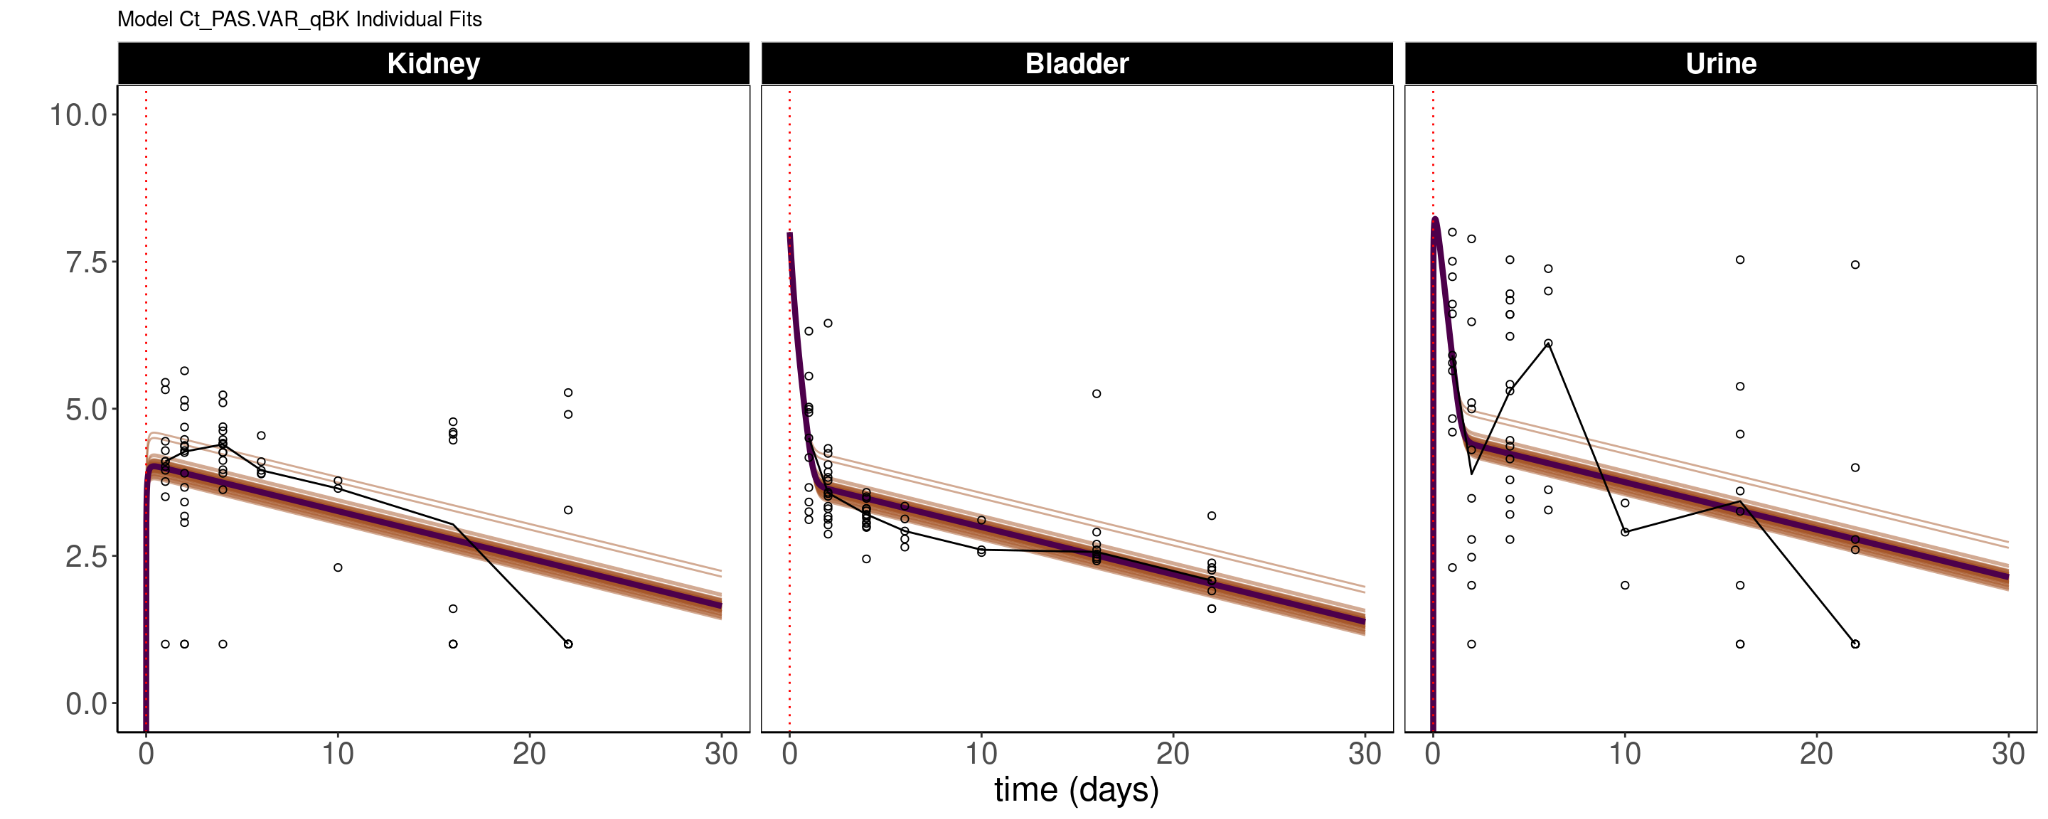 Model Ct_PAS.VAR_qBK Individual Fits
Kidney
Bladder
Urine
10.0
7.5
5.0
2.5
0.0
0 10 20 30
0 10 20 30
0 10 20 30
time (days)